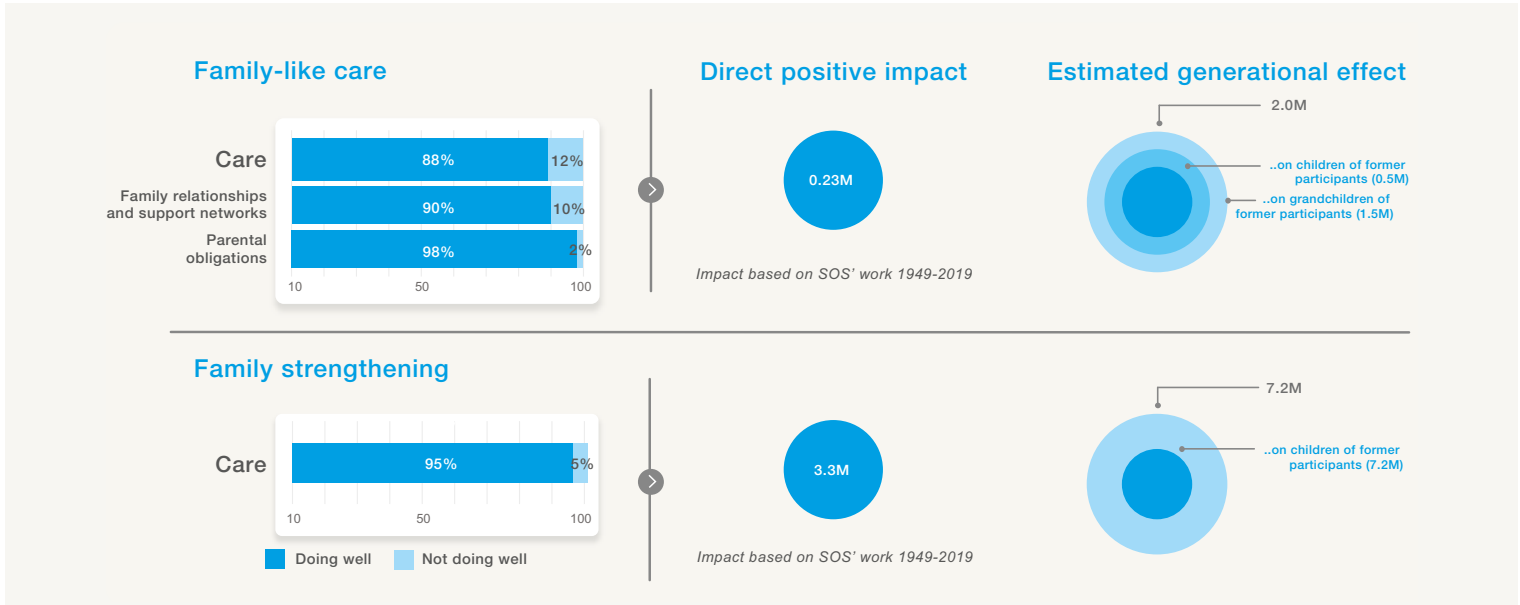 Family-like care
Care
88%
12%
Family relationships
and support networks
90%
10%
Parental
obligations
98%
2%
10
50
100
Direct positive impact
0.23M
Impact based on SOS’ work 1949-2019
Estimated generational effect
2.0M
..on children of former
participants (0.5M)
..on grandchildren of
former participants (1.5M)
Family strengthening
Care
95%
5%
10
50
100
Doing well
Not doing well
3.3M
Impact based on SOS’ work 1949-2019
7.2M
..on children of former
participants (7.2M)